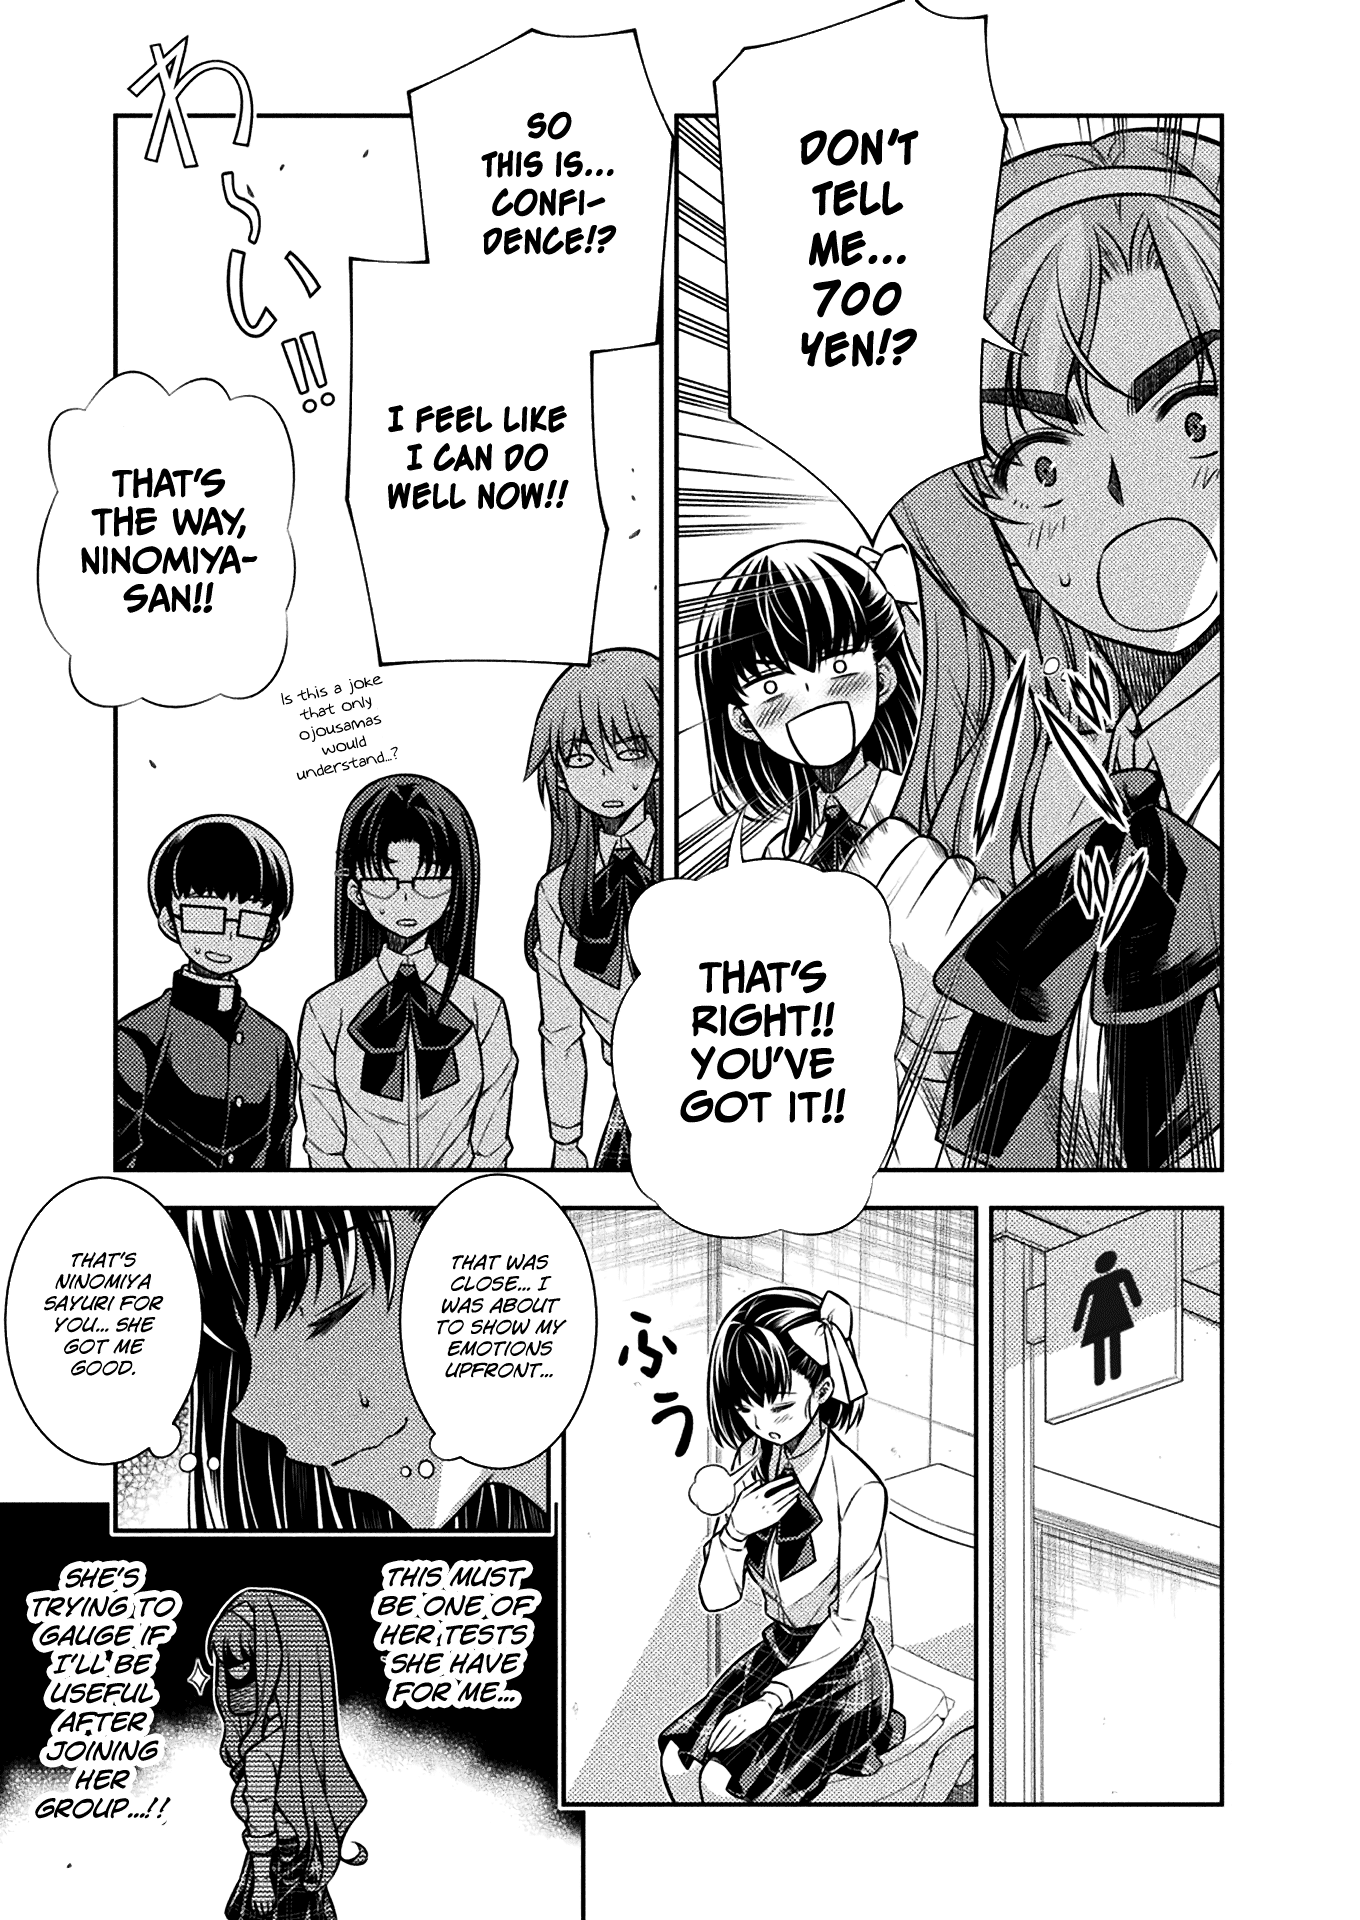 DON'T
TELL
ME...
700
YEN!?
THAT'S
RIGHT!!
YOU'VE
GOT IT!!
SO
THIS IS...
CONFI-
DENCE!?
I FEEL LIKE
I CAN DO
WELL NOW!!
わ
ら
い
!!
THAT'S
THE WAY,
NINOMIYA-
SAN!!
Is this a joke
that only
ojousamas
would
understand...?
ふ
う
THAT WAS
CLOSE... I
WAS ABOUT
TO SHOW MY
EMOTIONS
UPFRONT...
THAT'S
NINOMIYA
SAYURI FOR
YOU... SHE
GOT ME
GOOD.
THIS MUST
BE ONE OF
HER TESTS
SHE HAVE
FOR ME...
SHE'S
TRYING TO
GAUGE IF
I'LL BE
USEFUL
AFTER
JOINING
HER
GROUP...!!